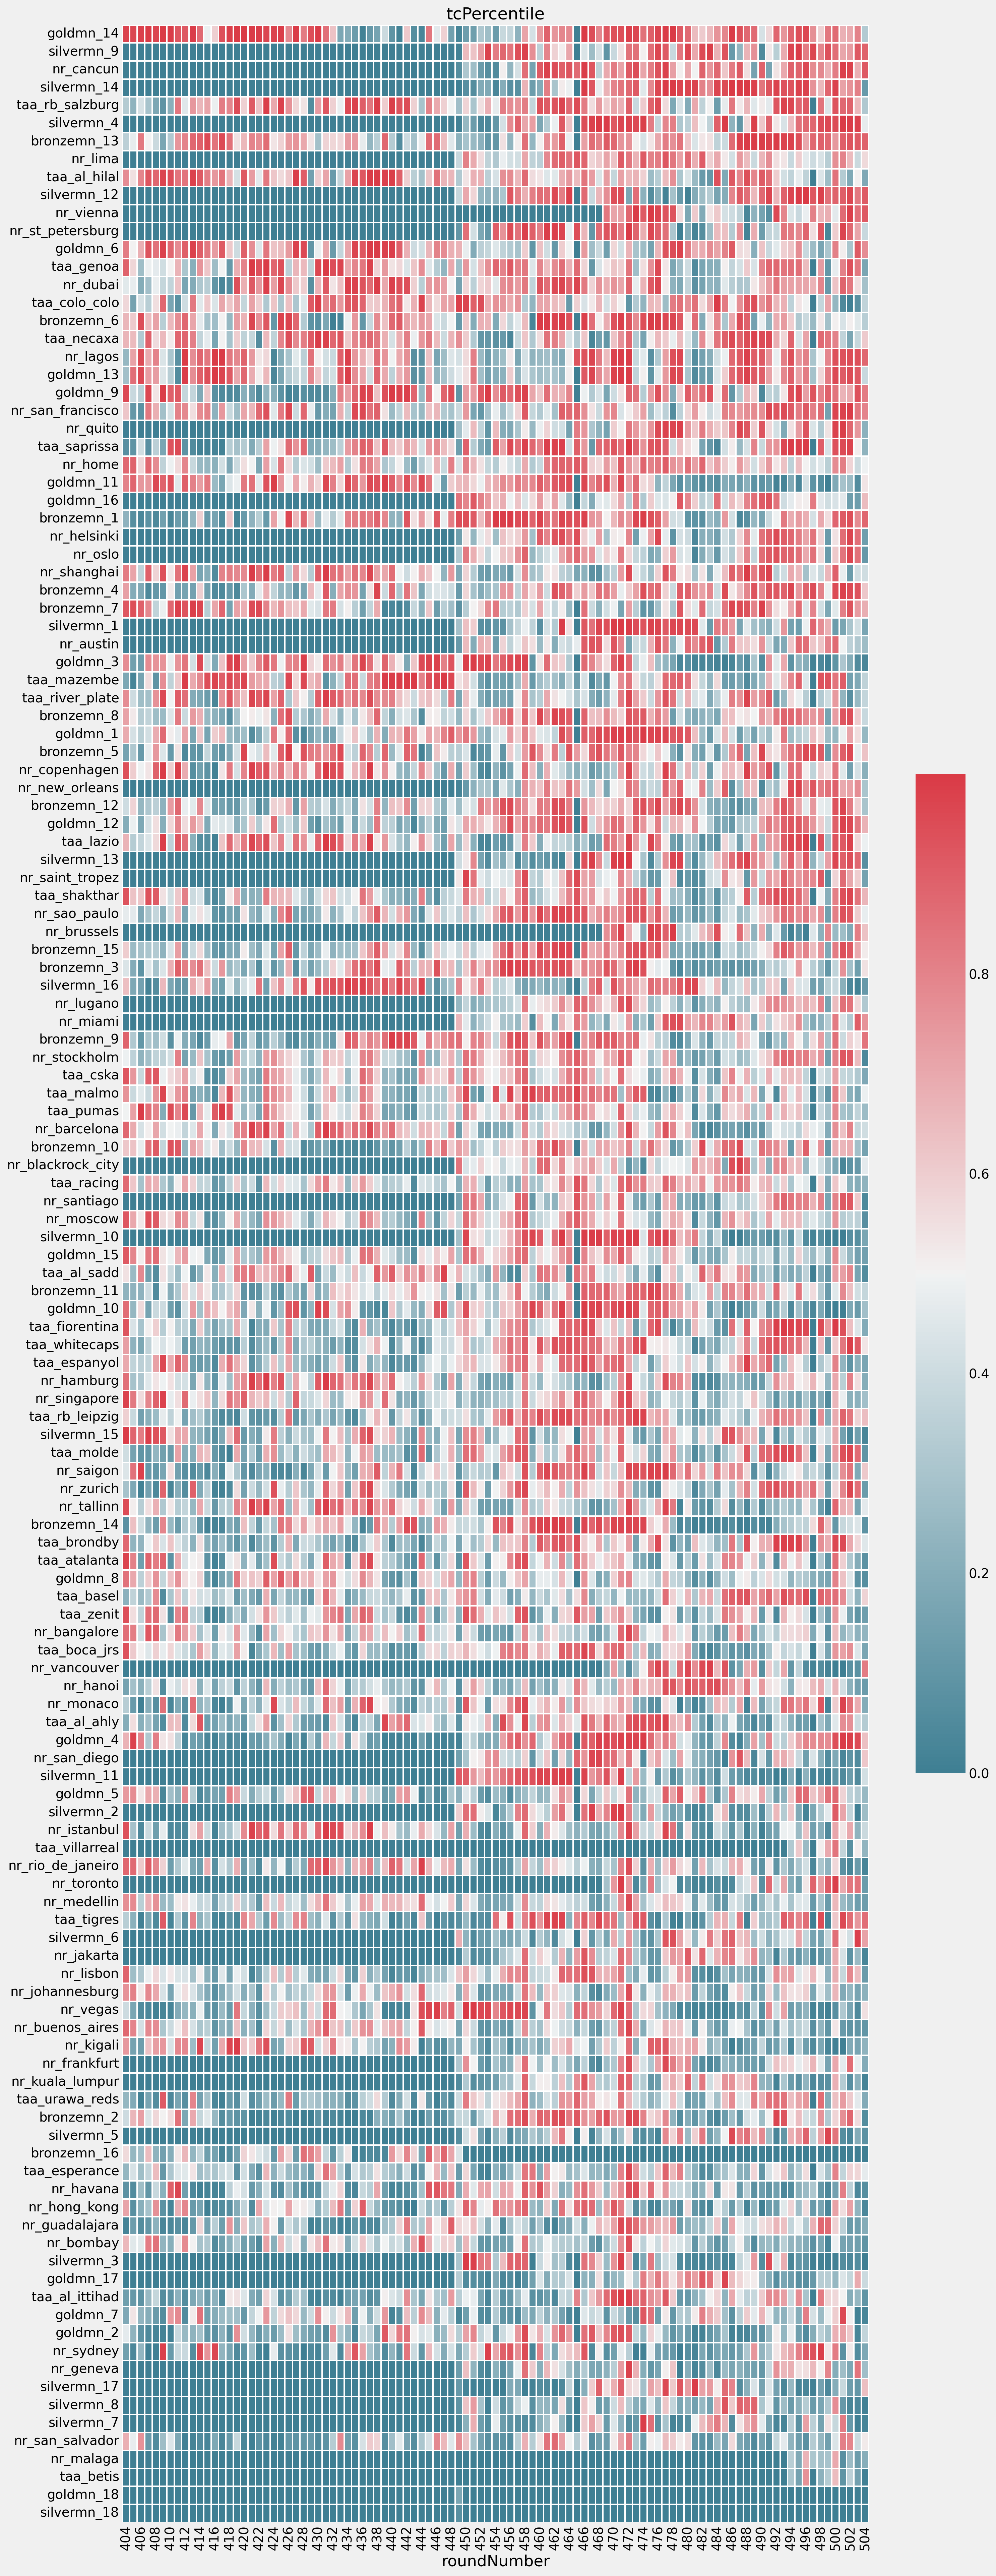 tcPercentile
goldmn_14
silvermn_9
nr_cancun
silvermn_14
taa_rb_salzburg
silvermn_4
bronzemn_13
nr_lima
taa_al_hilal
silvermn_12
nr_vienna
nr_st_petersburg
goldmn_6
taa_genoa
nr_dubai
taa_colo_colo
bronzemn_6
taa_necaxa
nr_lagos
goldmn_13
goldmn_9
nr_san_francisco
nr_quito
taa_saprissa
nr_home
goldmn_11
goldmn_16
bronzemn_1
nr_helsinki
nr_oslo
nr_shanghai
bronzemn_4
bronzemn_7
silvermn_1
nr_austin
goldmn_3
taa_mazembe
taa_river_plate
bronzemn_8
goldmn_1
bronzemn_5
nr_copenhagen
nr_new_orleans
bronzemn_12
goldmn_12
taa_lazio
silvermn_13
nr_saint_tropez
taa_shakthar
nr_sao_paulo
nr_brussels
bronzemn_15
bronzemn_3
silvermn_16
nr_lugano
nr_miami
bronzemn_9
nr_stockholm
taa_cska
taa_malmo
taa_pumas
nr_barcelona
bronzemn_10
nr_blackrock_city
taa_racing
nr_santiago
nr_moscow
silvermn_10
goldmn_15
taa_al_sadd
bronzemn_11
goldmn_10
taa_fiorentina
taa_whitecaps
taa_espanyol
nr_hamburg
nr_singapore
taa_rb_leipzig
silvermn_15
taa_molde
nr_saigon
nr_zurich
nr_tallinn
bronzemn_14
taa_brondby
taa_atalanta
goldmn_8
taa_basel
taa_zenit
nr_bangalore
taa_boca_jrs
nr_vancouver
nr_hanoi
nr_monaco
taa_al_ahly
goldmn_4
nr_san_diego
silvermn_11
goldmn_5
silvermn_2
nr_istanbul
taa_villarreal
nr_rio_de_janeiro
nr_toronto
nr_medellin
taa_tigres
silvermn_6
nr_jakarta
nr_lisbon
nr_johannesburg
nr_vegas
nr_buenos_aires
nr_kigali
nr_frankfurt
nr_kuala_lumpur
taa_urawa_reds
bronzemn_2
silvermn_5
bronzemn_16
taa_esperance
nr_havana
nr_hong_kong
nr_guadalajara
nr_bombay
silvermn_3
goldmn_17
taa_al_ittihad
goldmn_7
goldmn_2
nr_sydney
nr_geneva
silvermn_17
silvermn_8
silvermn_7
nr_san_salvador
nr_malaga
taa_betis
goldmn_18
silvermn_18
404 406 408 410 412 414 416 418 420 422 424 426 428 430 432 434 436 438 440 442 444 446 448 450 452 454 456 458 460 462 464 466 468 470 472 474 476 478 480 482 484 486 488 490 492 494 496 498 500 502 504
roundNumber
0.8
0.6
0.4
0.2
0.0